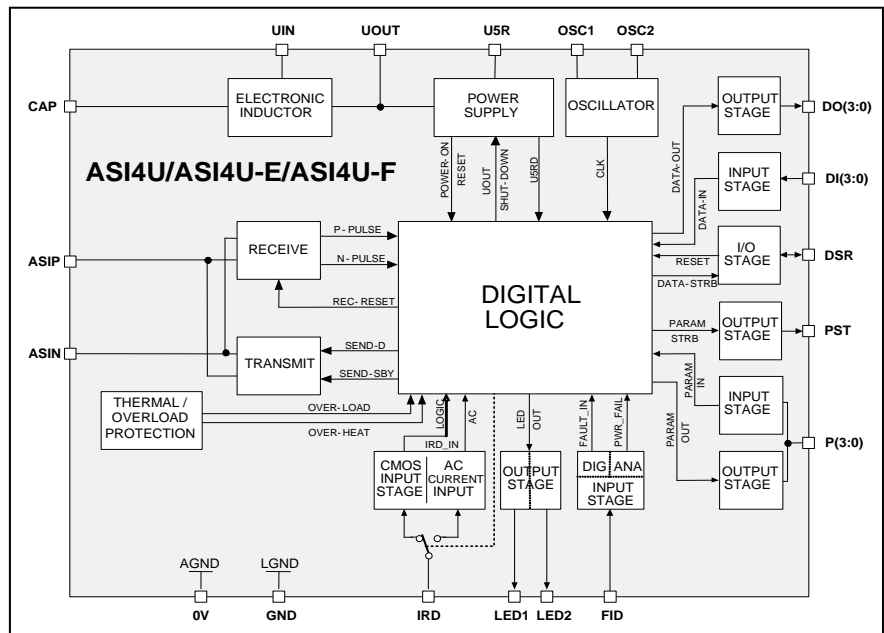 UIN
UOUT
U5R
OSC1
OSC2
CAP
ELECTRONIC
INDUCTOR
POWER
SUPPLY
OSCILLATOR
OUTPUT
STAGE
DO(3:0)
ASI4U/ASI4U-E/ASI4U-F
POWER-ON
RESET
UOUT
SHUT-DOWN
U5RD
CLK
DATA-OUT
DATA-IN
INPUT
STAGE
DI(3:0)
ASIP
RECEIVE
P-PULSE
N-PULSE
REC-RESET
DIGITAL
LOGIC
RESET
DATA-STRB
I/O
STAGE
DSR
ASIN
TRANSMIT
SEND-D
SEND-SBY
PARAM
STRB
OUTPUT
STAGE
PST
THERMAL /
OVERLOAD
PROTECTION
OVER-LOAD
OVER-HEAT
LOGIC
IRD_IN
AC
LED
OUT
FAULT_IN
PWR_FAIL
PARAM
IN
PARAM
OUT
INPUT
STAGE
P(3:0)
OUTPUT
STAGE
CMOS
INPUT
STAGE
AC
CURRENT
INPUT
OUTPUT
STAGE
DIG
ANA
INPUT
STAGE
AGND
LGND
0V
GND
IRD
LED1
LED2
FID